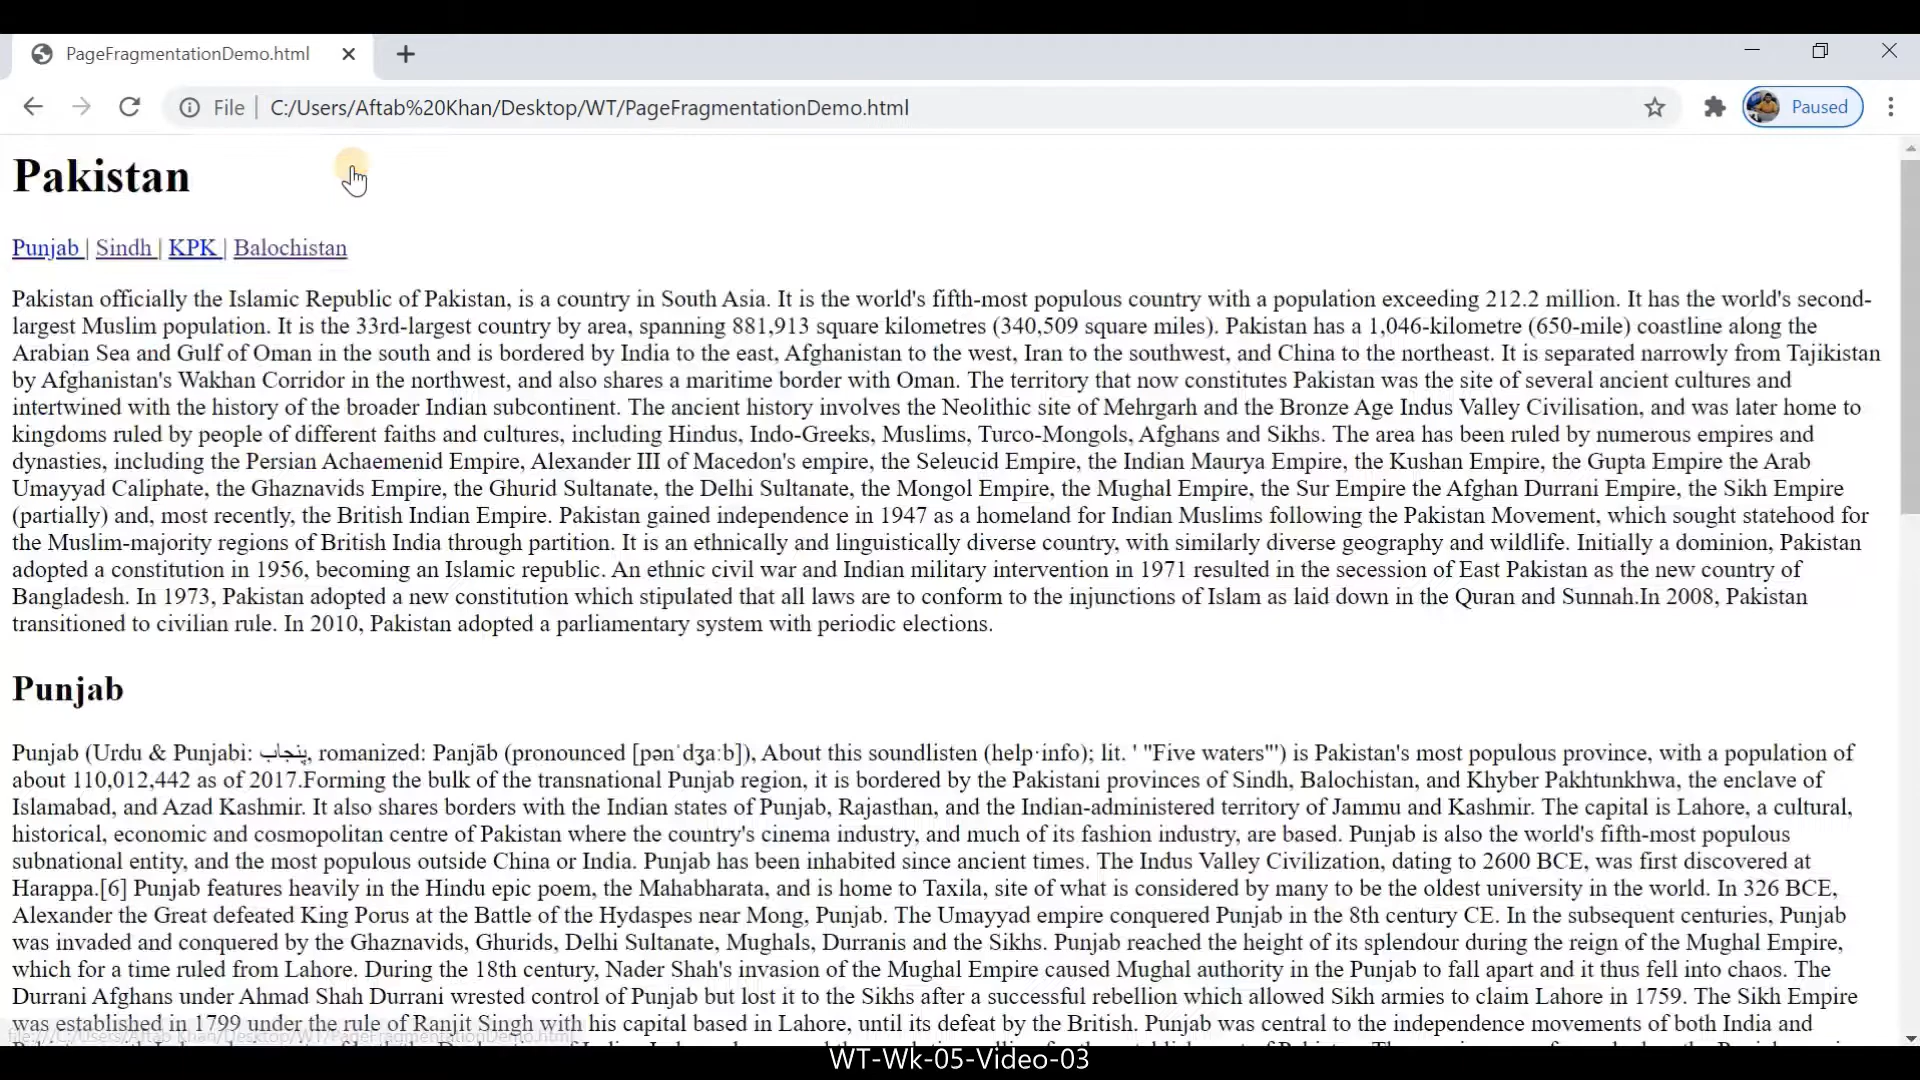 PageFragmentationDemo.html
File
C:/Users/Aftab%20Khan/Desktop/WT/PageFragmentationDemo.html
Paused
Pakistan
Punjab | Sindh | KPK | Balochistan
Pakistan officially the Islamic Republic of Pakistan, is a country in South Asia. It is the world's fifth-most populous country with a population exceeding 212.2 million. It has the world's second-
largest Muslim population. It is the 33rd-largest country by area, spanning 881,913 square kilometres (340,509 square miles). Pakistan has a 1,046-kilometre (650-mile) coastline along the
Arabian Sea and Gulf of Oman in the south and is bordered by India to the east, Afghanistan to the west, Iran to the southwest, and China to the northeast. It is separated narrowly from Tajikistan
by Afghanistan's Wakhan Corridor in the northwest, and also shares a maritime border with Oman. The territory that now constitutes Pakistan was the site of several ancient cultures and
intertwined with the history of the broader Indian subcontinent. The ancient history involves the Neolithic site of Mehrgarh and the Bronze Age Indus Valley Civilisation, and was later home to
kingdoms ruled by people of different faiths and cultures, including Hindus, Indo-Greeks, Muslims, Turco-Mongols, Afghans and Sikhs. The area has been ruled by numerous empires and
dynasties, including the Persian Achaemenid Empire, Alexander III of Macedon's empire, the Seleucid Empire, the Indian Maurya Empire, the Kushan Empire, the Gupta Empire the Arab
Umayyad Caliphate, the Ghaznavids Empire, the Ghurid Sultanate, the Delhi Sultanate, the Mongol Empire, the Mughal Empire, the Sur Empire the Afghan Durrani Empire, the Sikh Empire
(partially) and, most recently, the British Indian Empire. Pakistan gained independence in 1947 as a homeland for Indian Muslims following the Pakistan Movement, which sought statehood for
the Muslim-majority regions of British India through partition. It is an ethnically and linguistically diverse country, with similarly diverse geography and wildlife. Initially a dominion, Pakistan
adopted a constitution in 1956, becoming an Islamic republic. An ethnic civil war and Indian military intervention in 1971 resulted in the secession of East Pakistan as the new country of
Bangladesh. In 1973, Pakistan adopted a new constitution which stipulated that all laws are to conform to the injunctions of Islam as laid down in the Quran and Sunnah.In 2008, Pakistan
transitioned to civilian rule. In 2010, Pakistan adopted a parliamentary system with periodic elections.
Punjab
Punjab (Urdu & Punjabi: پنجاب, romanized: Panjāb (pronounced [pənˈdʒaːb]), About this soundlisten (help·info); lit. ' "Five waters"') is Pakistan's most populous province, with a population of
about 110,012,442 as of 2017.Forming the bulk of the transnational Punjab region, it is bordered by the Pakistani provinces of Sindh, Balochistan, and Khyber Pakhtunkhwa, the enclave of
Islamabad, and Azad Kashmir. It also shares borders with the Indian states of Punjab, Rajasthan, and the Indian-administered territory of Jammu and Kashmir. The capital is Lahore, a cultural,
historical, economic and cosmopolitan centre of Pakistan where the country's cinema industry, and much of its fashion industry, are based. Punjab is also the world's fifth-most populous
subnational entity, and the most populous outside China or India. Punjab has been inhabited since ancient times. The Indus Valley Civilization, dating to 2600 BCE, was first discovered at
Harappa.[6] Punjab features heavily in the Hindu epic poem, the Mahabharata, and is home to Taxila, site of what is considered by many to be the oldest university in the world. In 326 BCE,
Alexander the Great defeated King Porus at the Battle of the Hydaspes near Mong, Punjab. The Umayyad empire conquered Punjab in the 8th century CE. In the subsequent centuries, Punjab
was invaded and conquered by the Ghaznavids, Ghurids, Delhi Sultanate, Mughals, Durranis and the Sikhs. Punjab reached the height of its splendour during the reign of the Mughal Empire,
which for a time ruled from Lahore. During the 18th century, Nader Shah's invasion of the Mughal Empire caused Mughal authority in the Punjab to fall apart and it thus fell into chaos. The
Durrani Afghans under Ahmad Shah Durrani wrested control of Punjab but lost it to the Sikhs after a successful rebellion which allowed Sikh armies to claim Lahore in 1759. The Sikh Empire
was established in 1799 under the rule of Ranjit Singh with his capital based in Lahore, until its defeat by the British. Punjab was central to the independence movements of both India and
file:///C:/Users/Aftab Khan/Desktop/WT/PageFragmentationDemo.html
WT-Wk-05-Video-03